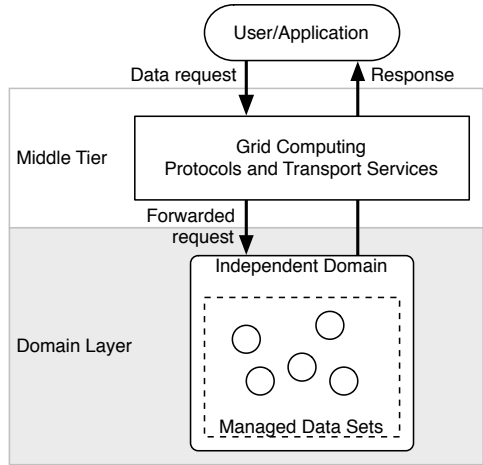 User/Application
Data request
Response
Middle Tier
Grid Computing
Protocols and Transport Services
Forwarded
request
Independent Domain
Domain Layer
Managed Data Sets